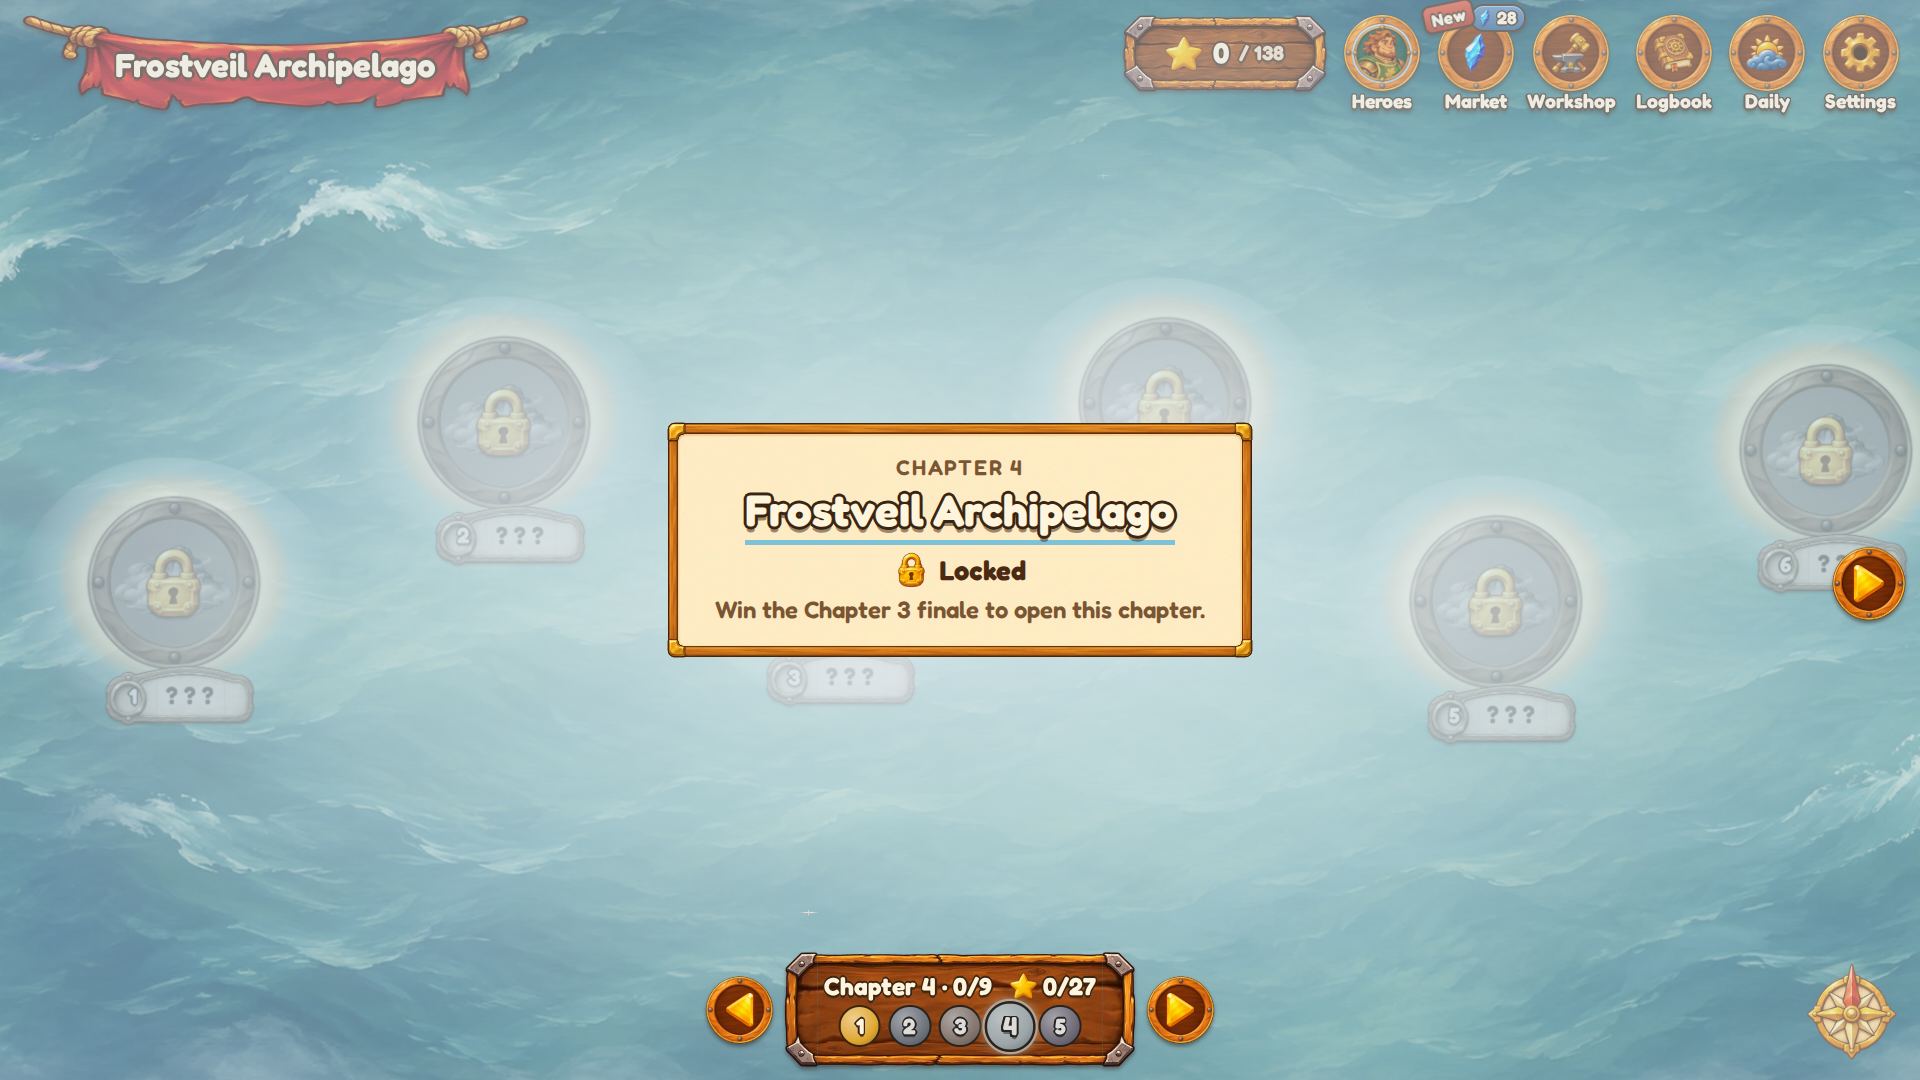 Frostveil Archipelago
0 / 138
New
28
Heroes
Market
Workshop
Logbook
Daily
Settings
CHAPTER 4
Frostveil Archipelago
Locked
Win the Chapter 3 finale to open this chapter.
1 ???
2 ???
3 ???
5 ???
6 ??
Chapter 4 · 0/9 0/27
1 2 3 4 5